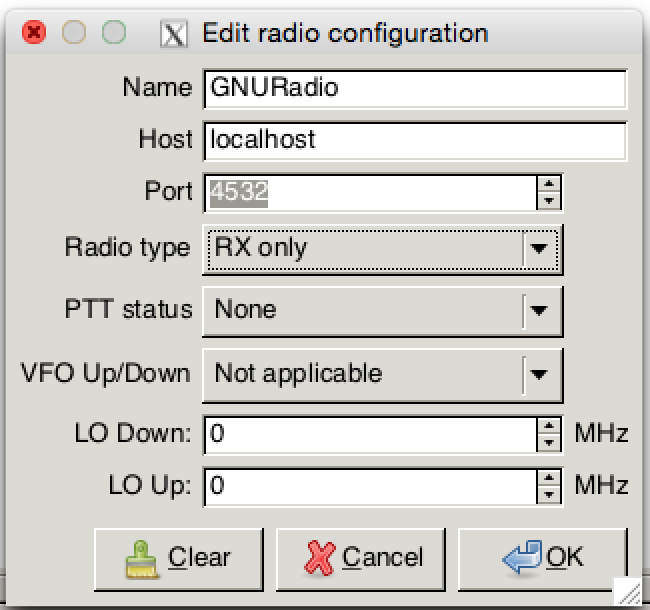 Edit radio configuration
Name GNURadio
Host localhost
Port 4532
Radio type RX only
PTT status None
VFO Up/Down Not applicable
LO Down: 0 MHz
LO Up: 0 MHz
Clear Cancel OK